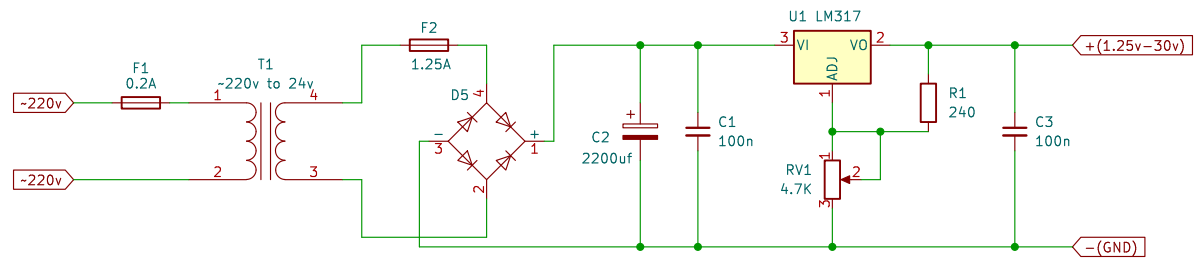 ~220v
~220v
F1
0.2A
T1
~220v to 24v
1
2
4
3
F2
1.25A
D5
4
−
3
+
1
2
+
C2
2200uf
C1
100n
U1 LM317
3
VI
VO
2
ADJ
1
R1
240
RV1
4.7K
1
2
3
C3
100n
+(1.25v−30v)
−(GND)